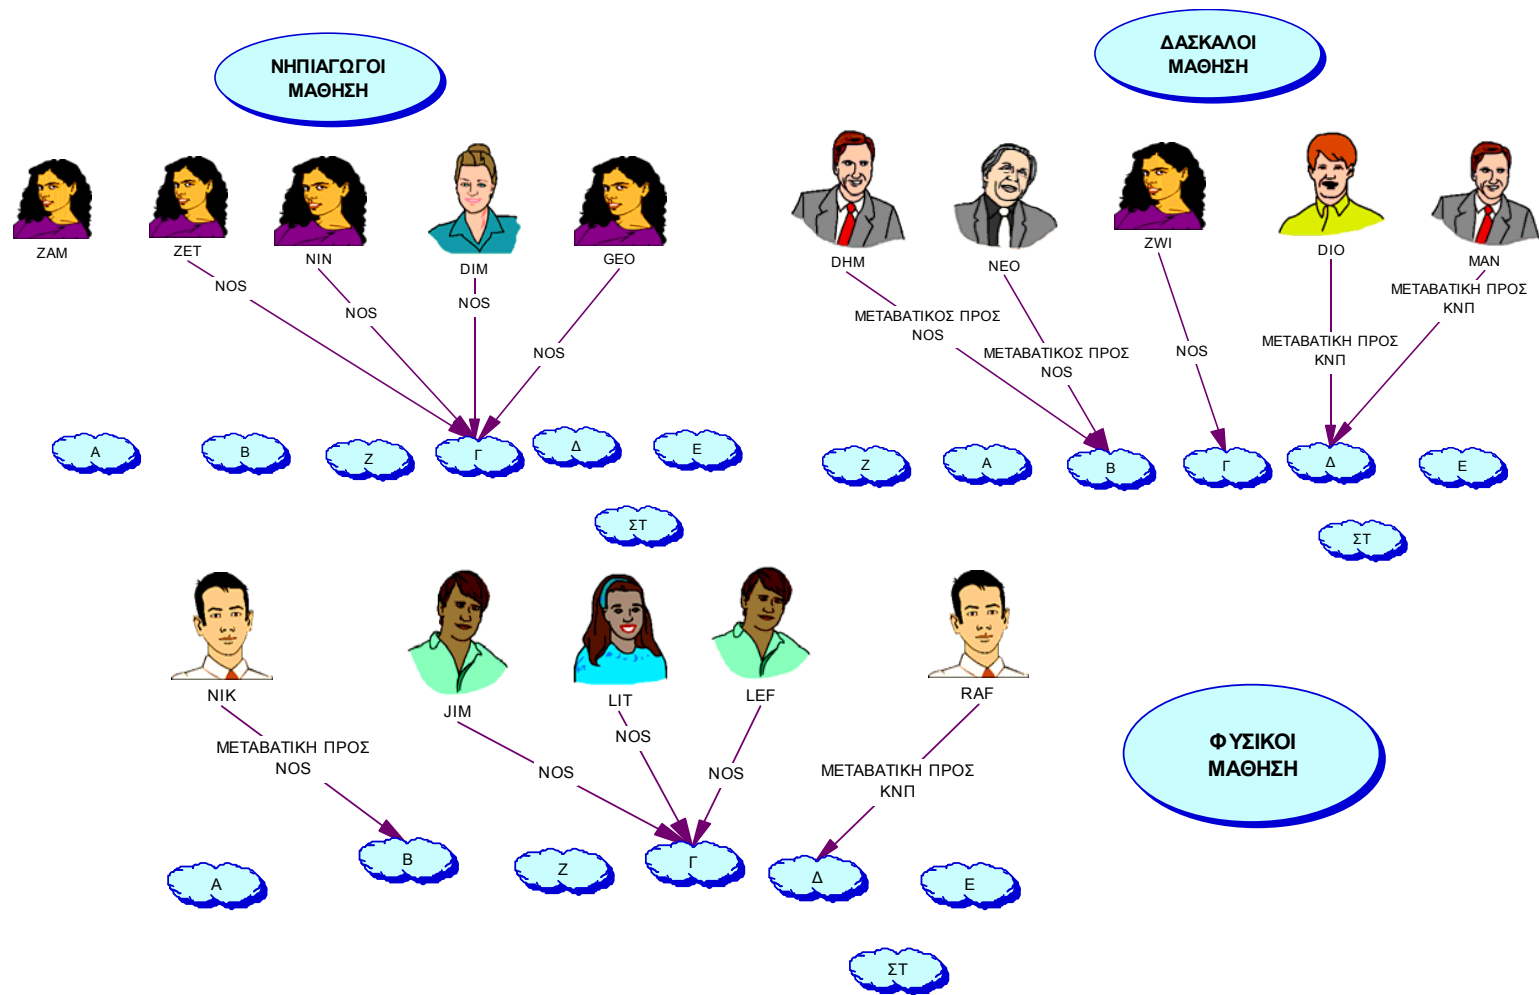 ΝΗΠΙΑΓΩΓΟΙ
ΜΑΘΗΣΗ
ZAM
ZET
NIN
DIM
GEO
NOS
NOS
NOS
NOS
Α
Β
Ζ
Γ
Δ
Ε
ΣΤ
ΔΑΣΚΑΛΟΙ
ΜΑΘΗΣΗ
DHM
NEO
ZWI
DIO
MAN
ΜΕΤΑΒΑΤΙΚΟΣ ΠΡΟΣ
NOS
ΜΕΤΑΒΑΤΙΚΟΣ ΠΡΟΣ
NOS
NOS
ΜΕΤΑΒΑΤΙΚΗ ΠΡΟΣ
ΚΝΠ
ΜΕΤΑΒΑΤΙΚΗ ΠΡΟΣ
ΚΝΠ
Ζ
Α
Β
Γ
Δ
Ε
ΣΤ
NIK
JIM
LIT
LEF
RAF
ΜΕΤΑΒΑΤΙΚΗ ΠΡΟΣ
NOS
NOS
NOS
NOS
ΜΕΤΑΒΑΤΙΚΗ ΠΡΟΣ
ΚΝΠ
Α
Β
Ζ
Γ
Δ
Ε
ΣΤ
ΦΥΣΙΚΟΙ
ΜΑΘΗΣΗ